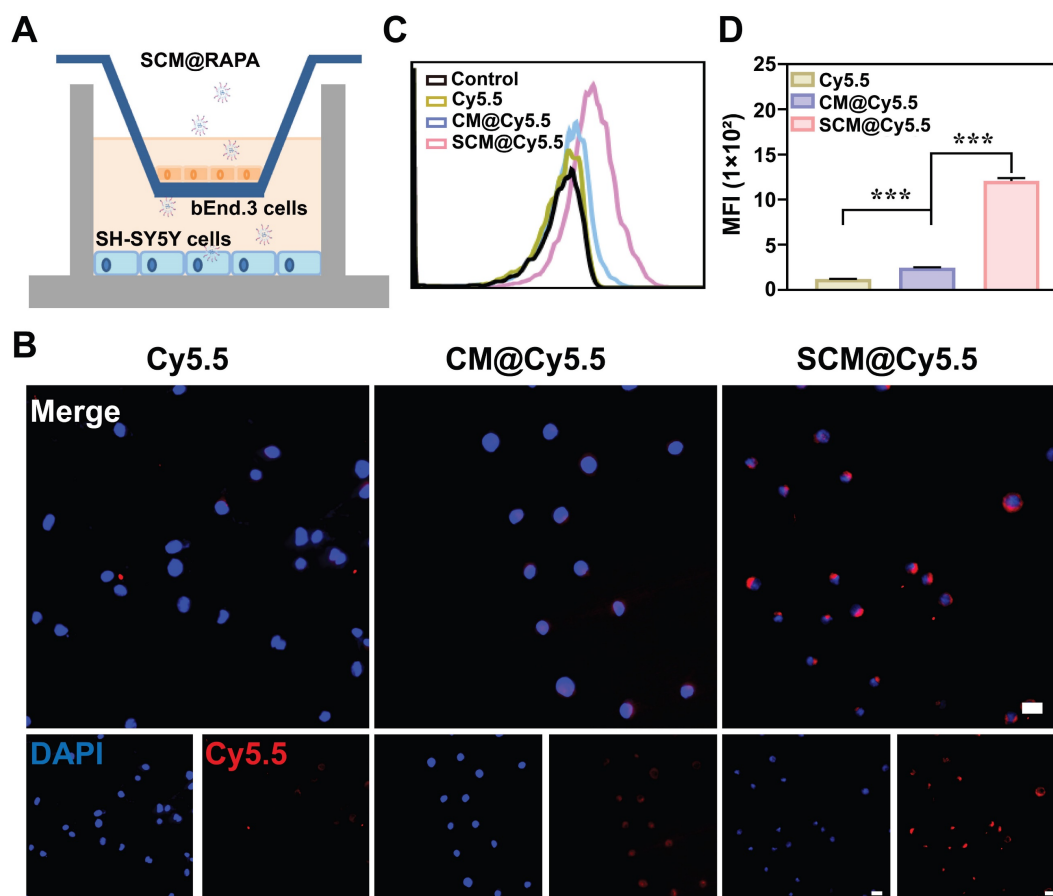 A
SCM@RAPA
bEnd.3 cells
SH-SY5Y cells
C
Control
Cy5.5
CM@Cy5.5
SCM@Cy5.5
D
MFI (1×10²)
25
20
15
10
5
0
Cy5.5
CM@Cy5.5
SCM@Cy5.5
***
***
B
Cy5.5
CM@Cy5.5
SCM@Cy5.5
Merge
DAPI
Cy5.5